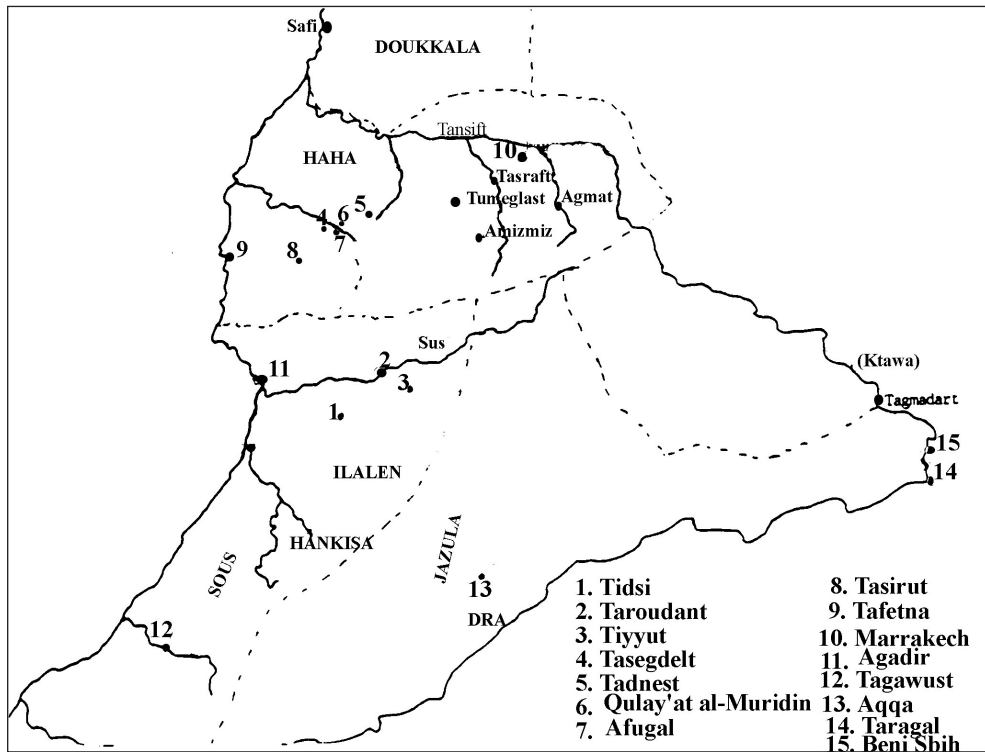 Safi
DOUKKALA
Tansift
10
HAHA
Tasraft
Tumeglast
Agmat
5
4
6
7
Amizmiz
9
8
Sus
11
2
3
(Ktawa)
Tagmadart
1
15
ILALEN
14
HANKISA
SOUS
JAZULA
13
DRA
12
1. Tidsi
2. Taroudant
3. Tiyyut
4. Tasegdelt
5. Tadnest
6. Qulay'at al-Muridin
7. Afugal
8. Tasirut
9. Tafetna
10. Marrakech
11. Agadir
12. Tagawust
13. Aqqa
14. Taragal
15. Beni Sbih